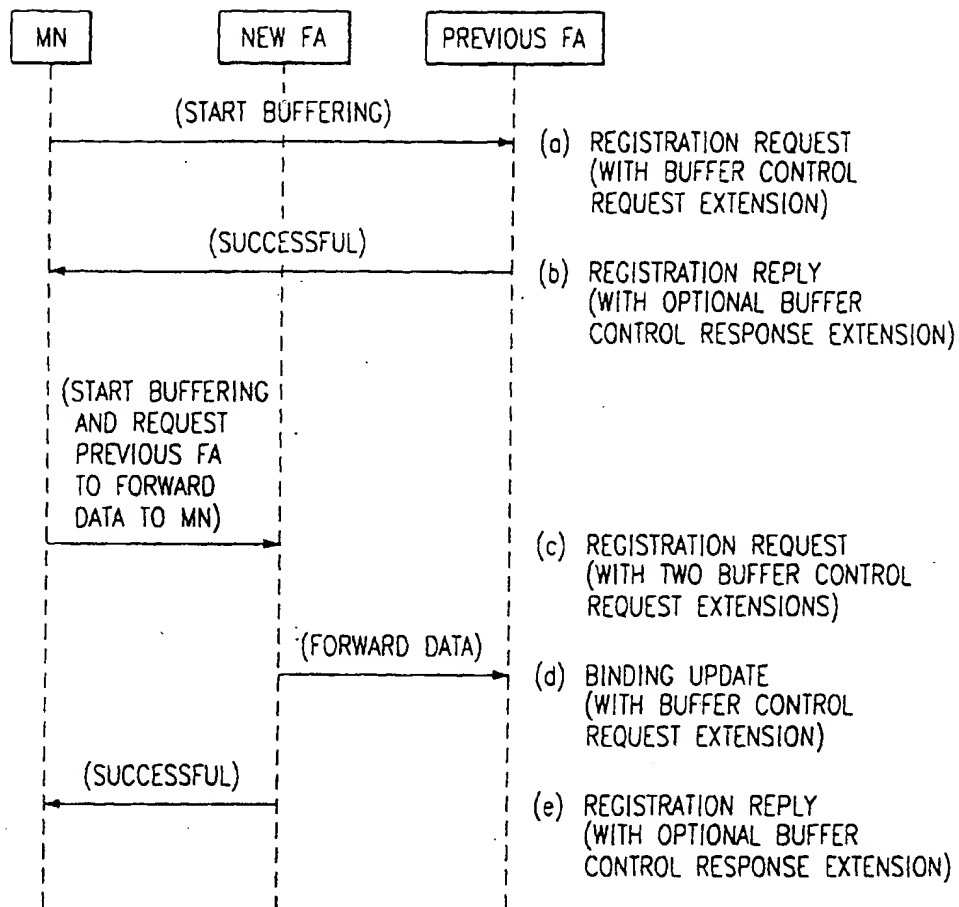 MN
NEW FA
PREVIOUS FA
(START BUFFERING)
(a) REGISTRATION REQUEST
(WITH BUFFER CONTROL
REQUEST EXTENSION)
(SUCCESSFUL)
(b) REGISTRATION REPLY
(WITH OPTIONAL BUFFER
CONTROL RESPONSE EXTENSION)
(START BUFFERING
AND REQUEST
PREVIOUS FA
TO FORWARD
DATA TO MN)
(c) REGISTRATION REQUEST
(WITH TWO BUFFER CONTROL
REQUEST EXTENSIONS)
(FORWARD DATA)
(d) BINDING UPDATE
(WITH BUFFER CONTROL
REQUEST EXTENSION)
(SUCCESSFUL)
(e) REGISTRATION REPLY
(WITH OPTIONAL BUFFER
CONTROL RESPONSE EXTENSION)